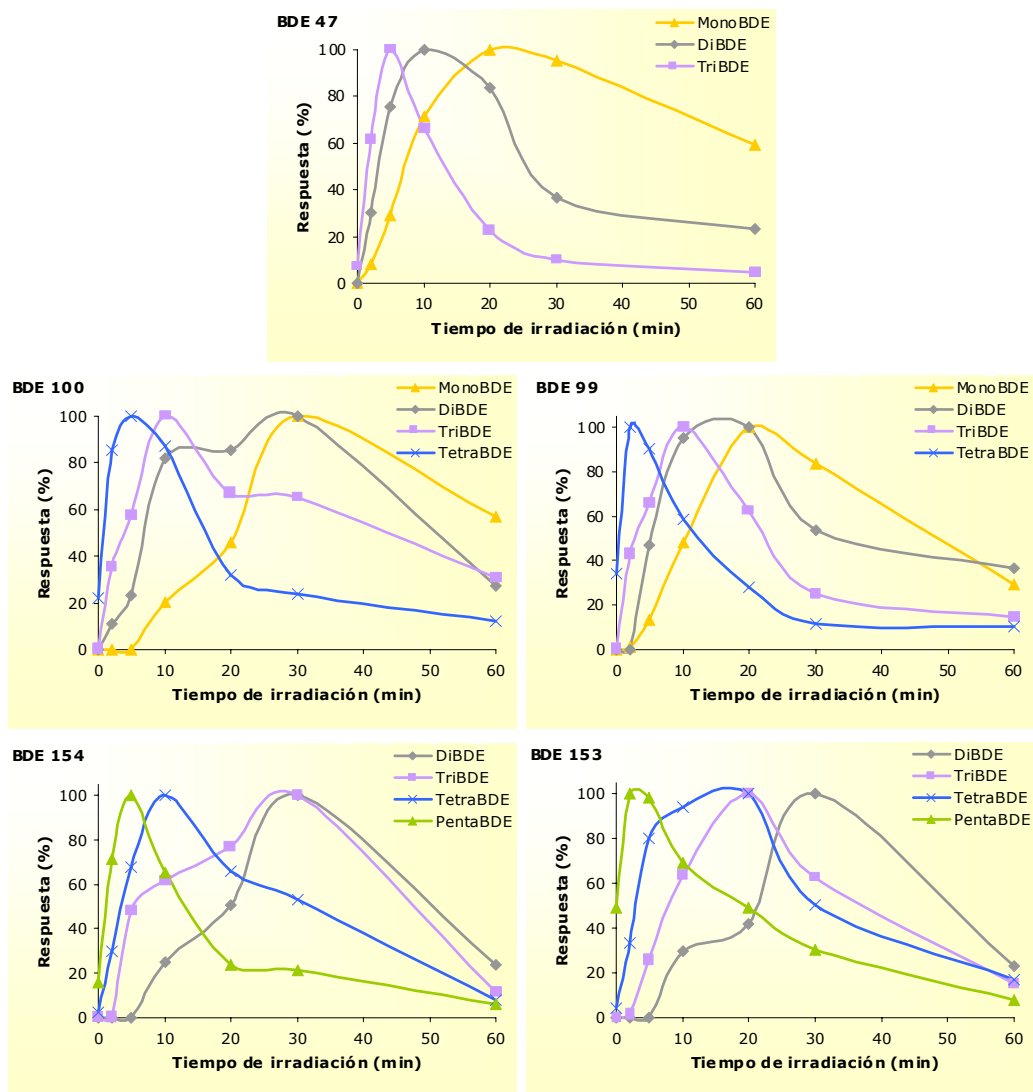 BDE 47
MonoBDE
DiBDE
TriBDE
Respuesta (%)
100
80
60
40
20
0
0 10 20 30 40 50 60
Tiempo de irradiación (min)
BDE 100
MonoBDE
DiBDE
TriBDE
TetraBDE
Respuesta (%)
100
80
60
40
20
0
0 10 20 30 40 50 60
Tiempo de irradiación (min)
BDE 99
MonoBDE
DiBDE
TriBDE
TetraBDE
Respuesta (%)
100
80
60
40
20
0
0 10 20 30 40 50 60
Tiempo de irradiación (min)
BDE 154
DiBDE
TriBDE
TetraBDE
PentaBDE
Respuesta (%)
100
80
60
40
20
0
0 10 20 30 40 50 60
Tiempo de irradiación (min)
BDE 153
DiBDE
TriBDE
TetraBDE
PentaBDE
Respuesta (%)
100
80
60
40
20
0
0 10 20 30 40 50 60
Tiempo de irradiación (min)